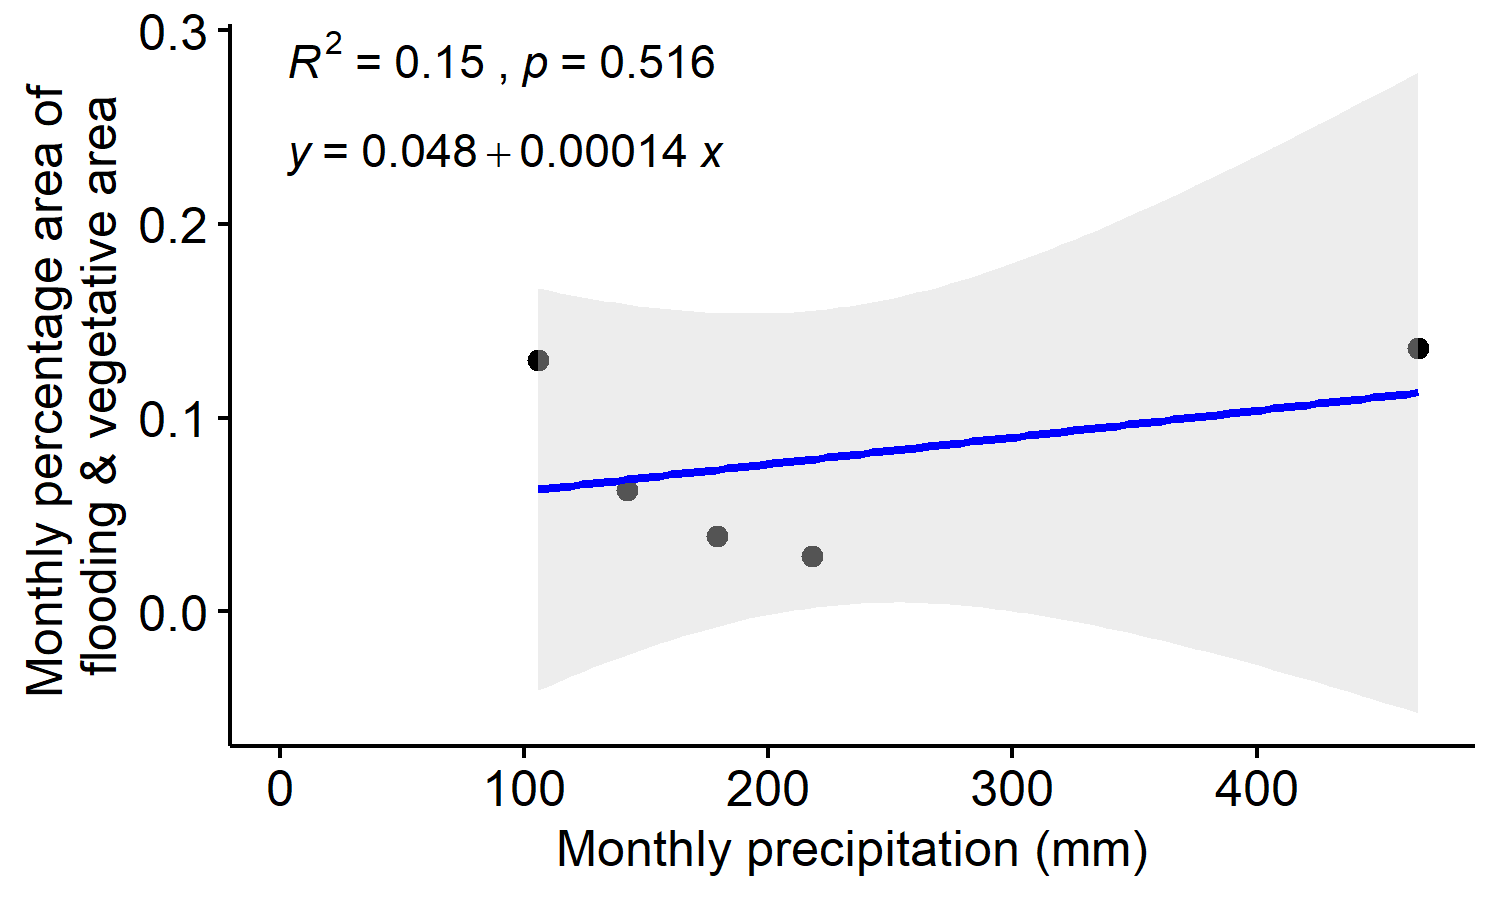 R² = 0.15 , p = 0.516
y = 0.048 + 0.00014 x
Monthly percentage area of
flooding & vegetative area
0.3
0.2
0.1
0.0
0 100 200 300 400
Monthly precipitation (mm)